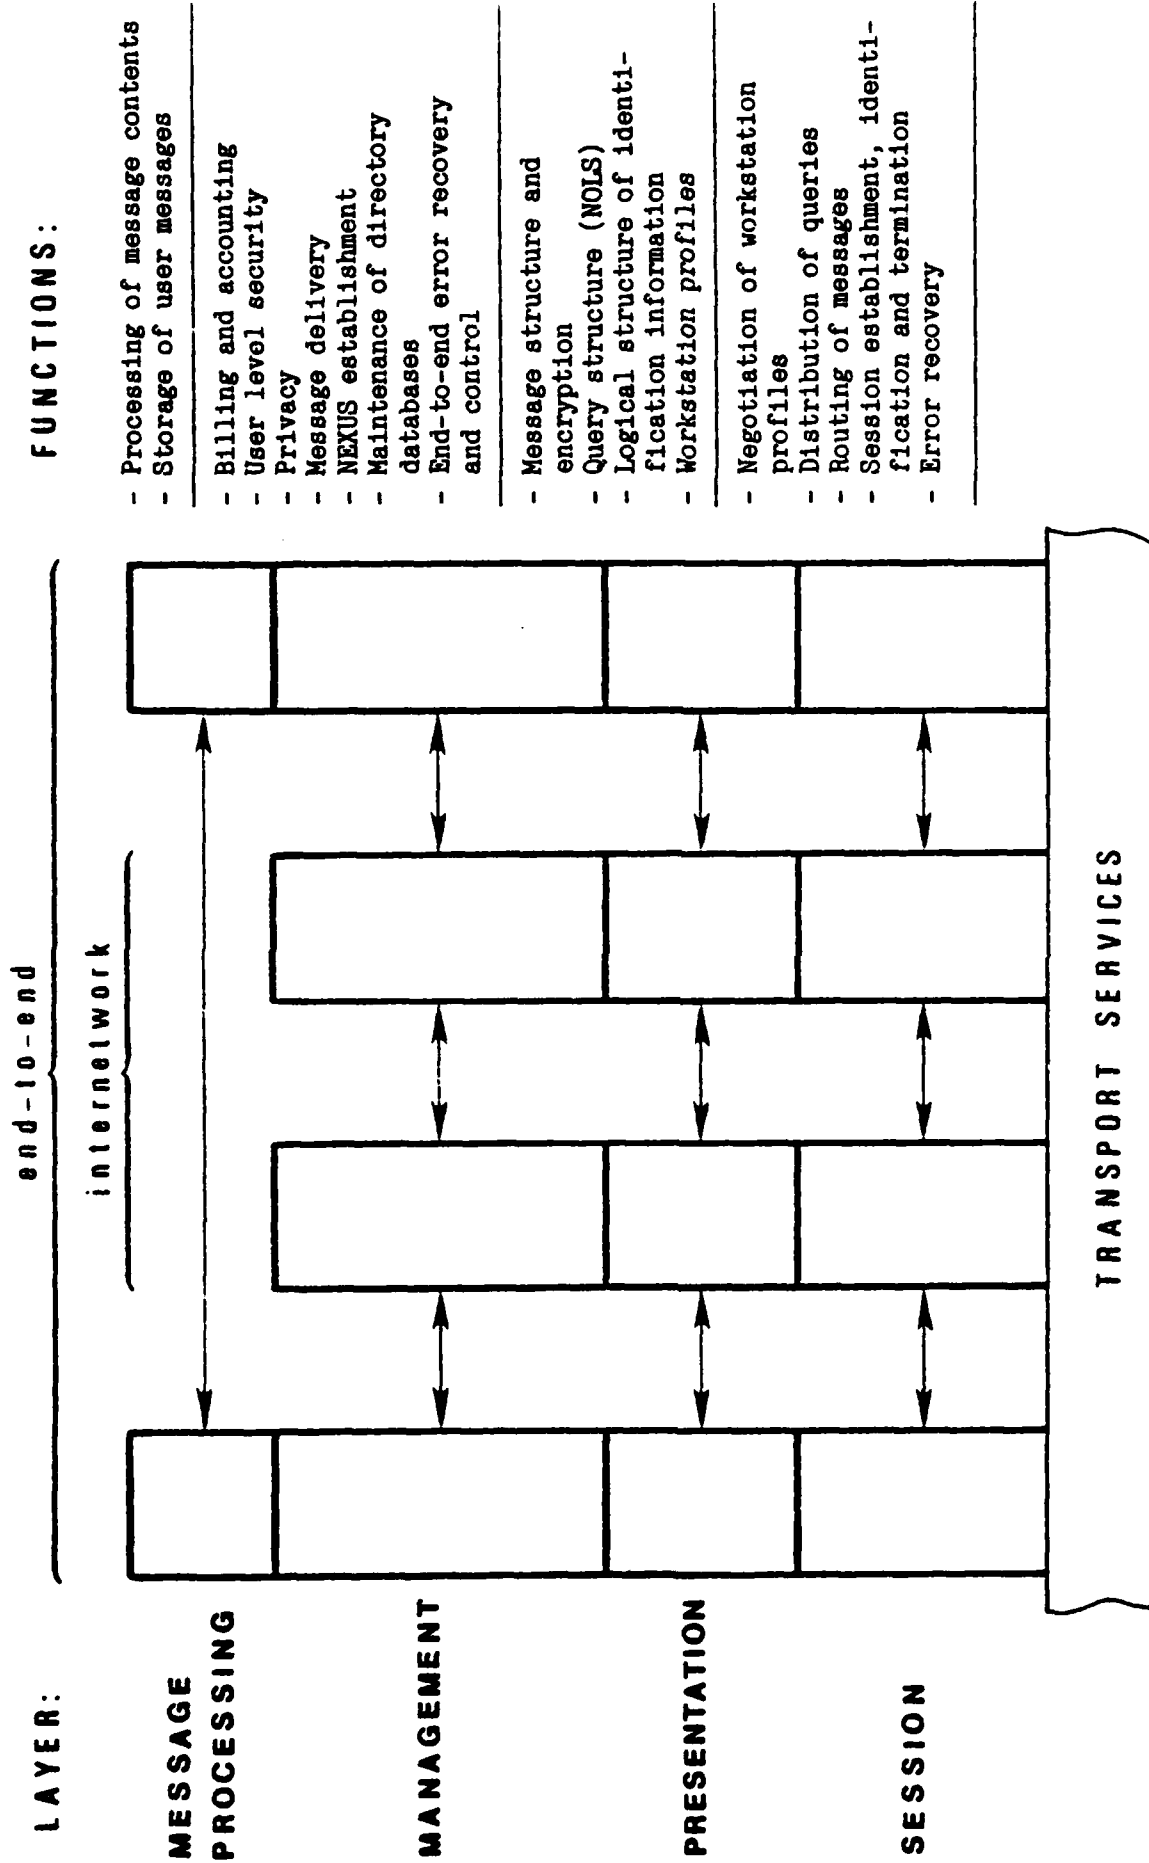 end-to-end
internetwork
LAYER:
FUNCTIONS:
MESSAGE
PROCESSING
- Processing of message contents
- Storage of user messages
MANAGEMENT
- Billing and accounting
- User level security
- Privacy
- Message delivery
- NEXUS establishment
- Maintenance of directory
databases
- End-to-end error recovery
and control
PRESENTATION
- Message structure and
encryption
- Query structure (NOLS)
- Logical structure of identi-
fication information
- Workstation profiles
SESSION
- Negotiation of workstation
profiles
- Distribution of queries
- Routing of messages
- Session establishment, identi-
fication and termination
- Error recovery
TRANSPORT SERVICES